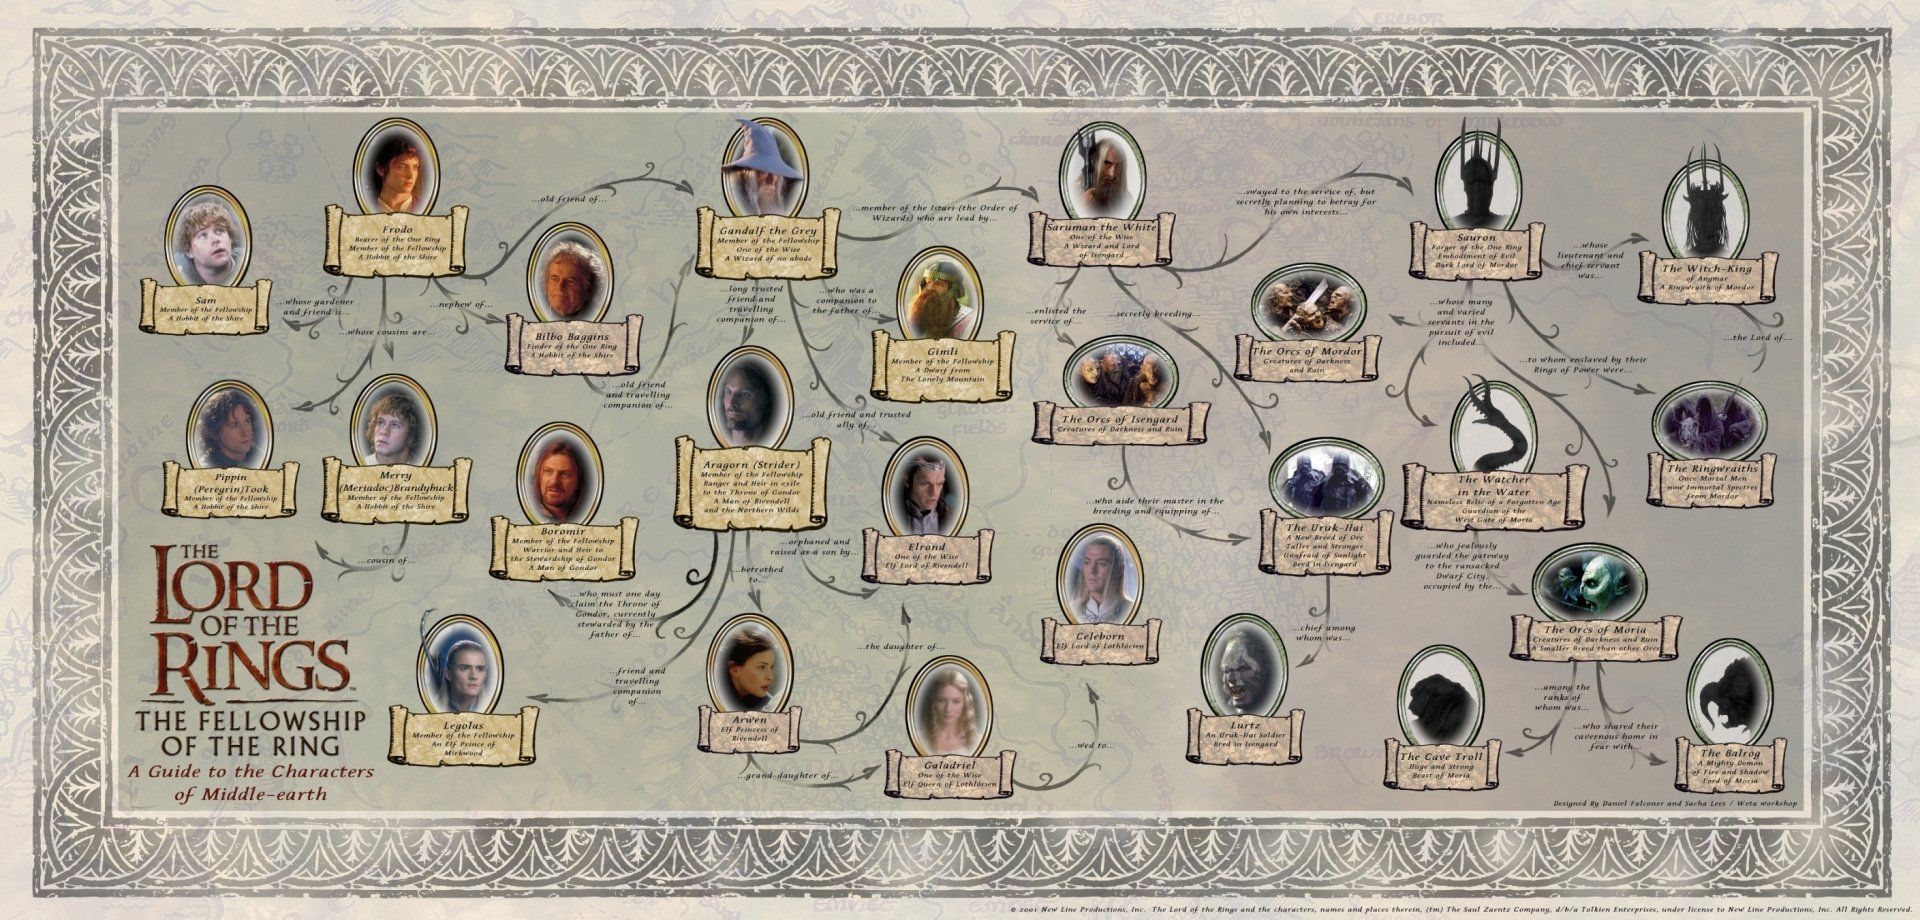 Frodo
Bearer of the One Ring
Member of the Fellowship
A Hobbit of the Shire
...old friend of...
Gandalf the Grey
Member of the Fellowship
One of the Wise
A Wizard of no abode
...member of the Istari (the Order of
Wizards) who are lead by...
Saruman the White
One of the Wise
A Wizard and Lord
of Isengard
...swayed to the service of, but
secretly planning to betray for
his own interests...
Sauron
Forger of the One Ring
Embodiment of Evil
Dark Lord of Mordor
...whose
lieutenant and
chief servant
was...
The Witch-King
of Angmar
A Ringwraith of Mordor
Sam
Member of the Fellowship
A Hobbit of the Shire
...whose gardener
and friend is...
...whose cousins are...
...nephew of...
Bilbo Baggins
Finder of the One Ring
A Hobbit of the Shire
...long trusted
friend and
travelling
companion of...
...who was a
companion to
the father of...
Gimli
Member of the Fellowship
A Dwarf from
The Lonely Mountain
...enlisted the
service of...
...secretly breeding...
The Orcs of Mordor
Creatures of Darkness
and Ruin
...whose many
and varied
servants in the
pursuit of evil
included...
...to whom enslaved by their
Rings of Power were...
...the Lord of...
...old friend
and travelling
companion of...
...old friend and trusted
ally of...
The Orcs of Isengard
Creatures of Darkness and Ruin
Pippin
(Peregrin)Took
Member of the Fellowship
A Hobbit of the Shire
Merry
(Meriadoc)Brandybuck
Member of the Fellowship
A Hobbit of the Shire
...cousin of...
Boromir
Member of the Fellowship
Warrior and Heir to
the Stewardship of Gondor
A Man of Gondor
Aragorn (Strider)
Member of the Fellowship
Ranger and Heir in exile
to the Throne of Gondor
A Man of Rivendell
and the Northern Wilds
Elrond
One of the Wise
Elf Lord of Rivendell
...orphaned and
raised as a son by...
...betrothed
to...
...who must one day
claim the Throne of
Gondor, currently
stewarded by the
father of...
...who aide their master in the
breeding and equipping of...
The Uruk-Hai
A New Breed of Orc
Taller and Stronger
Unafraid of Sunlight
Bred in Isengard
The Watcher
in the Water
Nameless Relic of a Forgotten Age
Guardian of the
West Gate of Moria
The Ringwraiths
Once Mortal Men
now Immortal Spectres
from Mordor
...who jealously
guarded the gateway
to the ransacked
Dwarf City,
occupied by the...
The Orcs of Moria
Creatures of Darkness and Ruin
A Smaller Breed than other Orcs
...chief among
whom was...
Celeborn
Elf Lord of Lothlórien
...the daughter of...
...friend and
travelling
companion
of...
Legolas
Member of the Fellowship
An Elf Prince of
Mirkwood
Arwen
Elf Princess of
Rivendell
...grand-daughter of...
Galadriel
One of the Wise
Elf Queen of Lothlórien
...wed to...
Lurtz
An Uruk-Hai Soldier
Bred in Isengard
...among the
ranks of
whom was...
...who shared their
cavernous home in
fear with...
The Cave Troll
Huge and Strong
Beast of Moria
The Balrog
A Mighty Demon
of Fire and Shadow
Lord of Moria
THE
LORD
OF THE
RINGS
THE FELLOWSHIP
OF THE RING
A Guide to the Characters
of Middle-earth
Designed By Daniel Falconer and Sacha Lees / Weta workshop
© 2001 New Line Productions, Inc. The Lord of the Rings and the characters, names and places therein, (tm) The Saul Zaentz Company, d/b/a Tolkien Enterprises, under license to New Line Productions, Inc. All Rights Reserved.
EREBOR
GLADDEN
FIELDS